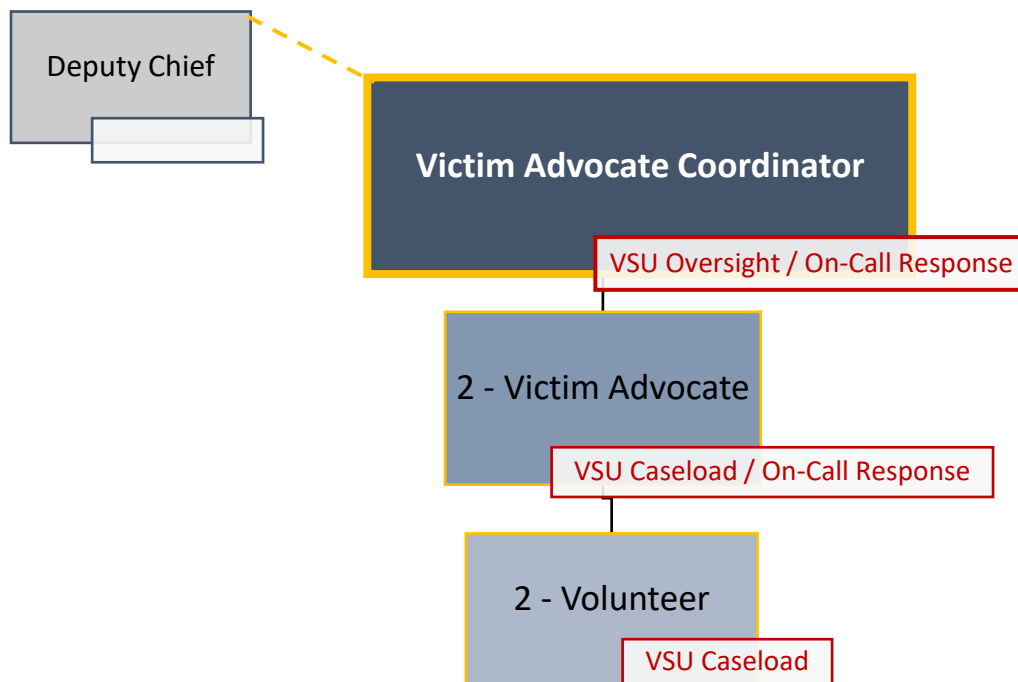 Deputy Chief
Victim Advocate Coordinator
VSU Oversight / On-Call Response
2 - Victim Advocate
VSU Caseload / On-Call Response
2 - Volunteer
VSU Caseload